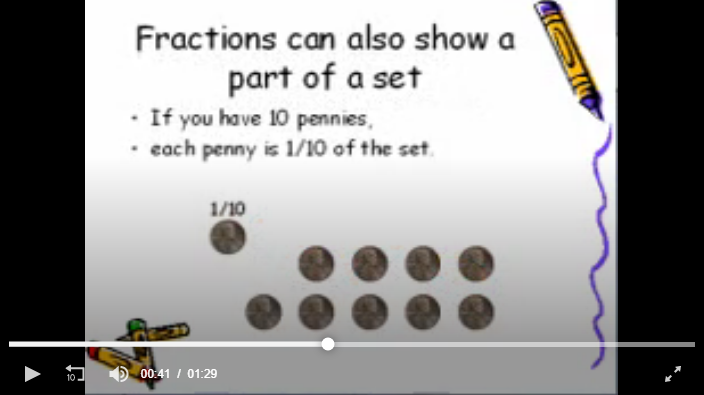 Fractions can also show a
part of a set
• If you have 10 pennies,
• each penny is 1/10 of the set.
1/10
10
00:41 / 01:29